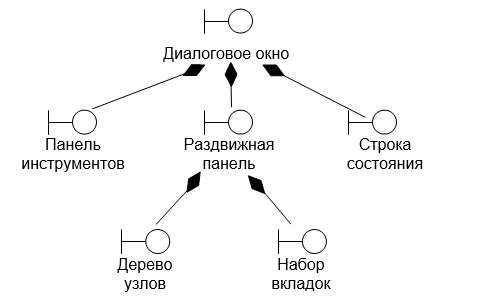 Диалоговое окно
Панель
инструментов
Раздвижная
панель
Строка
состояния
Дерево
узлов
Набор
вкладок